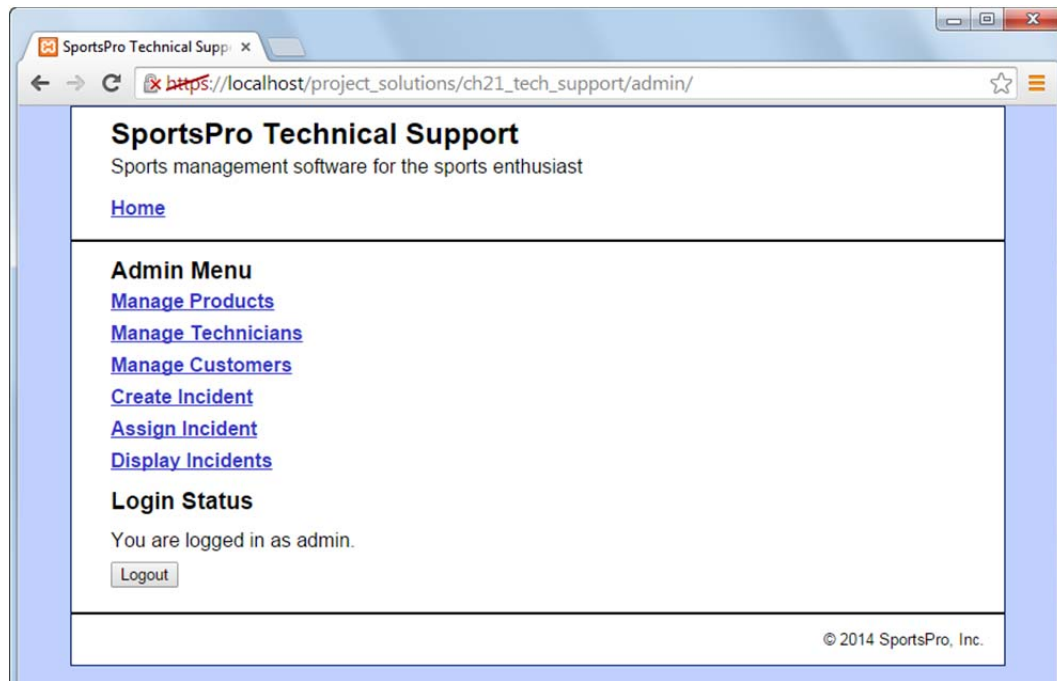 SportsPro Technical Supp
https://localhost/project_solutions/ch21_tech_support/admin/
SportsPro Technical Support
Sports management software for the sports enthusiast
Home
Admin Menu
Manage Products
Manage Technicians
Manage Customers
Create Incident
Assign Incident
Display Incidents
Login Status
You are logged in as admin.
Logout
© 2014 SportsPro, Inc.